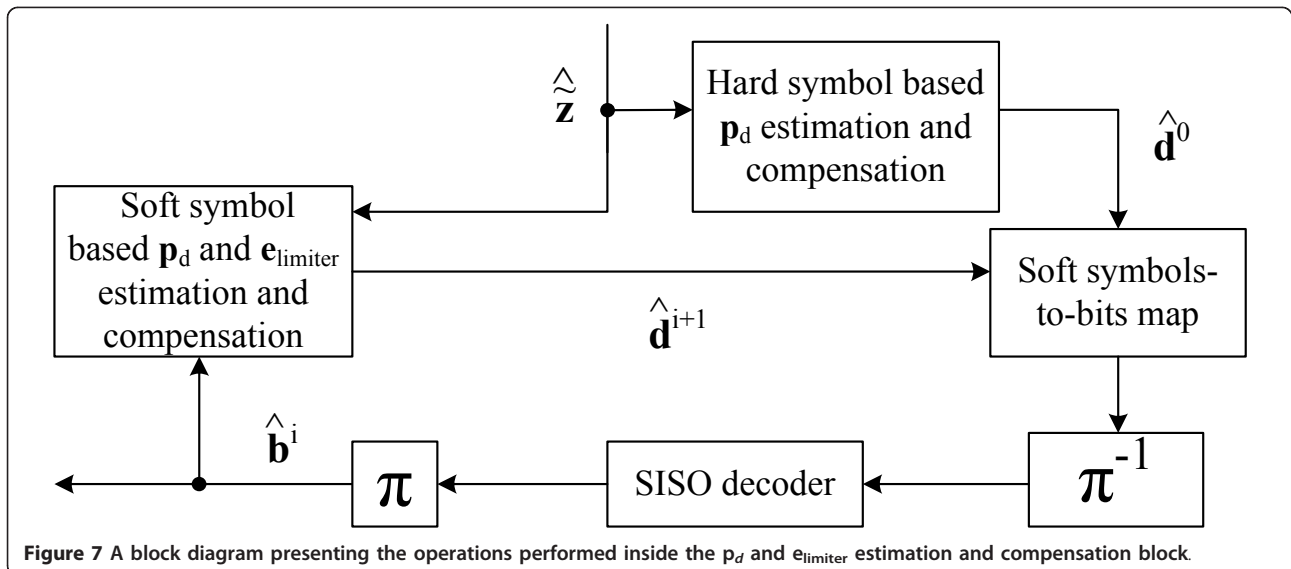 Hard symbol based
p_d estimation and
compensation
ẑ̃
d̂⁰
Soft symbol
based p_d and e_limiter
estimation and
compensation
Soft symbols-
to-bits map
d̂^{i+1}
b̂^i
π
SISO decoder
π^{-1}
Figure 7 A block diagram presenting the operations performed inside the p_d and e_limiter estimation and compensation block.